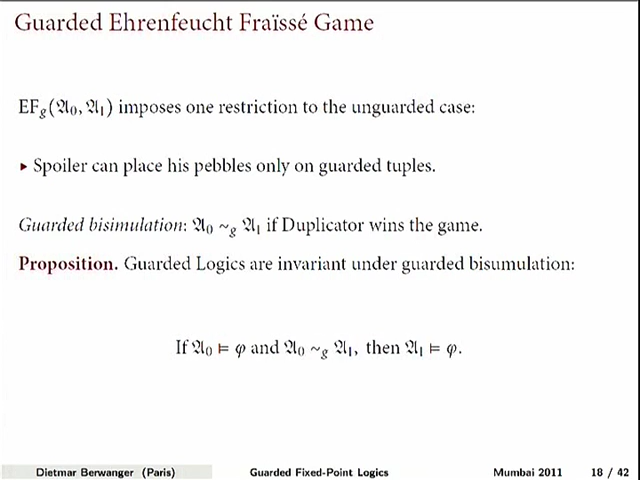 Guarded Ehrenfeucht Fraïssé Game
EF_g(𝔄₀, 𝔄₁) imposes one restriction to the unguarded case:
▸ Spoiler can place his pebbles only on guarded tuples.
Guarded bisimulation: 𝔄₀ ~_g 𝔄₁ if Duplicator wins the game.
Proposition. Guarded Logics are invariant under guarded bisumulation:
If 𝔄₀ ⊨ φ and 𝔄₀ ~_g 𝔄₁, then 𝔄₁ ⊨ φ.
Dietmar Berwanger (Paris) Guarded Fixed-Point Logics Mumbai 2011 18 / 42